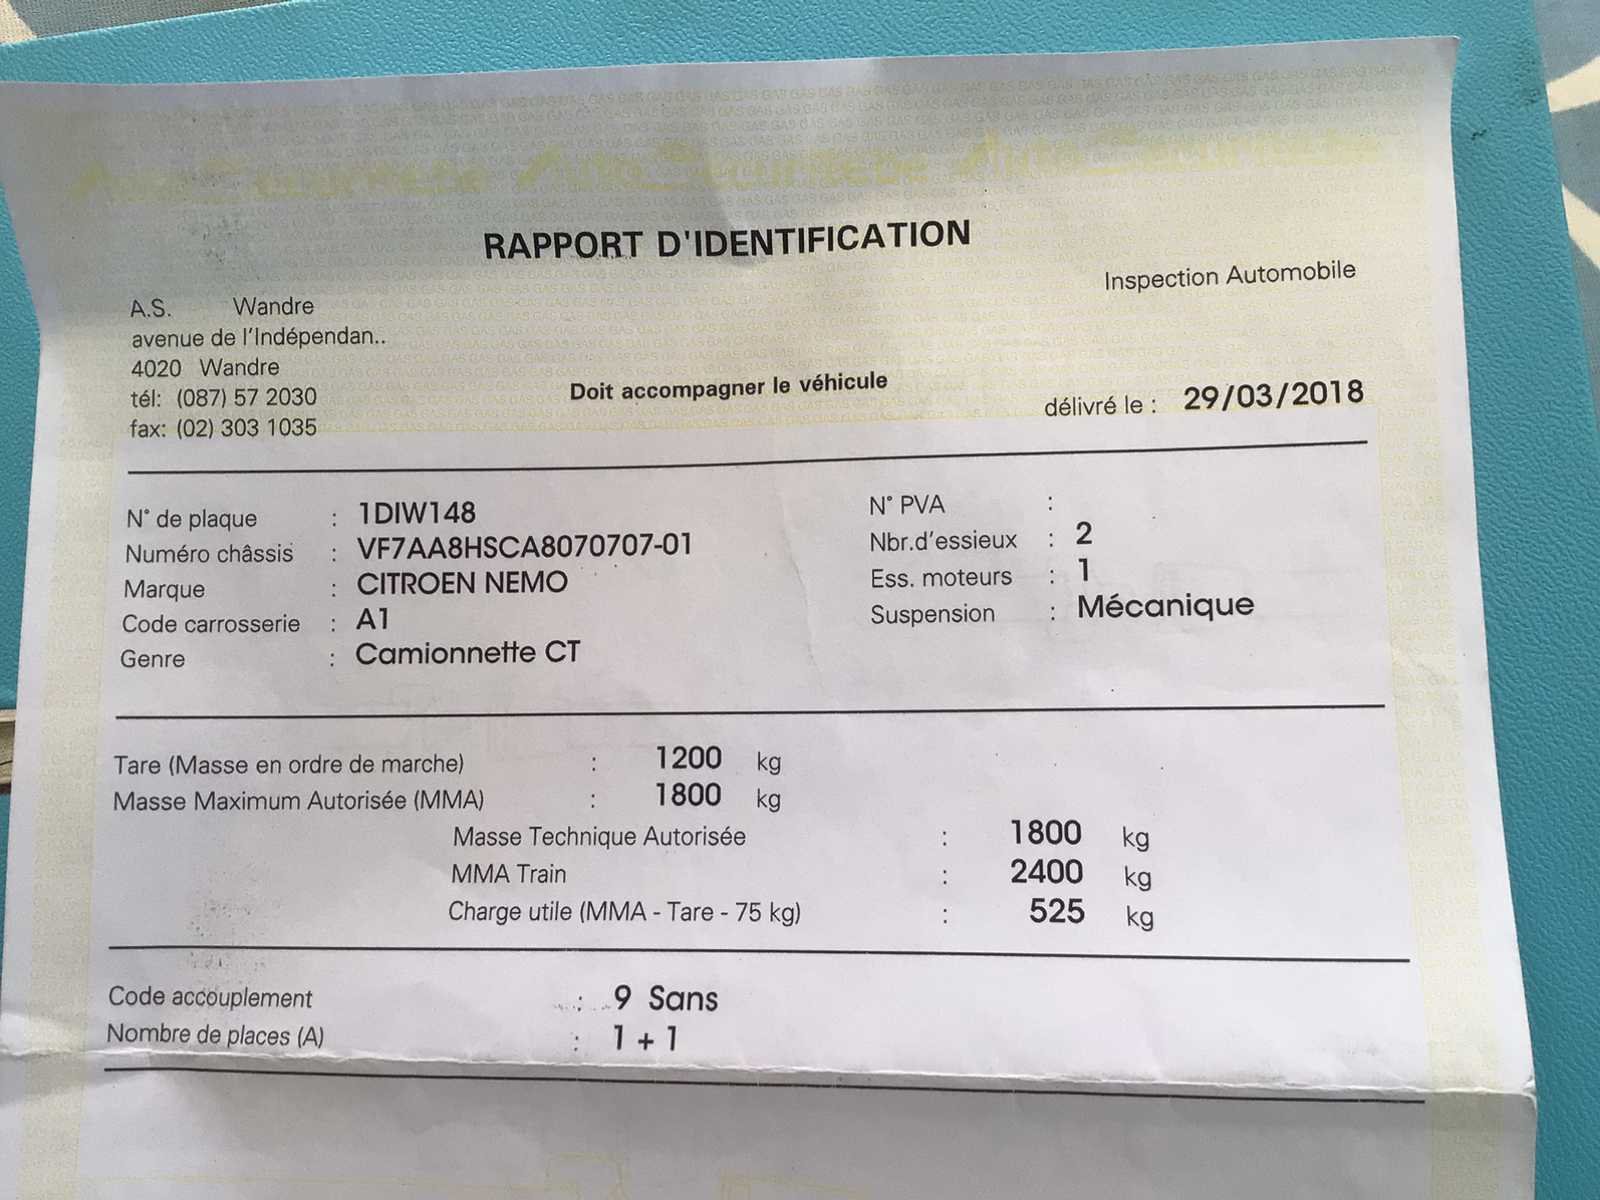 AutoSécurité AutoSécurité AutoSécurité
RAPPORT D'IDENTIFICATION
Inspection Automobile
A.S. Wandre
avenue de l'Indépendan..
4020 Wandre
tél: (087) 57 2030
fax: (02) 303 1035
Doit accompagner le véhicule
délivré le : 29/03/2018
N° de plaque : 1DIW148
Numéro châssis : VF7AA8HSCA8070707-01
Marque : CITROEN NEMO
Code carrosserie : A1
Genre : Camionnette CT
N° PVA :
Nbr.d'essieux : 2
Ess. moteurs : 1
Suspension : Mécanique
Tare (Masse en ordre de marche) : 1200 kg
Masse Maximum Autorisée (MMA) : 1800 kg
Masse Technique Autorisée : 1800 kg
MMA Train : 2400 kg
Charge utile (MMA - Tare - 75 kg) : 525 kg
Code accouplement : 9 Sans
Nombre de places (A) : 1 + 1